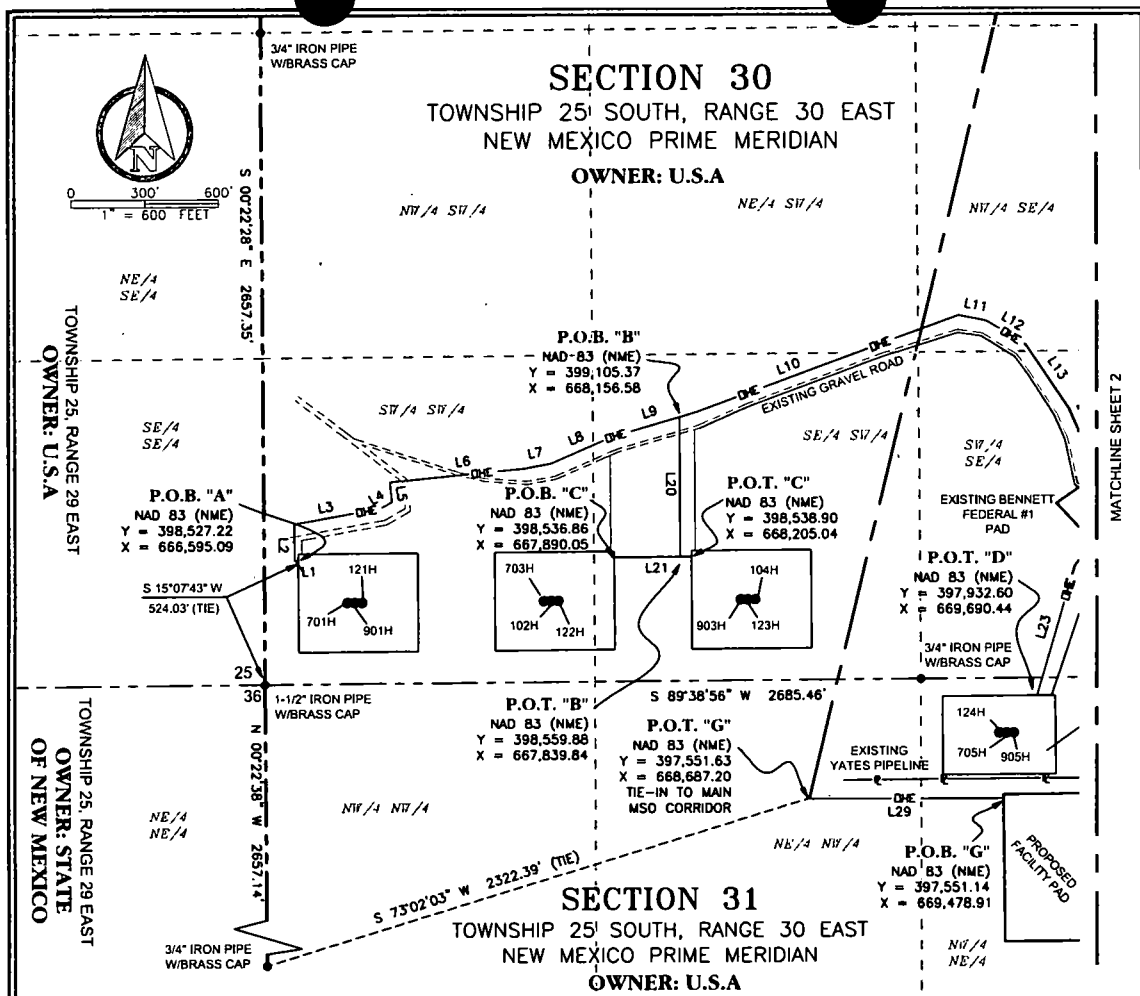 3/4" IRON PIPE
W/BRASS CAP
SECTION 30
TOWNSHIP 25 SOUTH, RANGE 30 EAST
NEW MEXICO PRIME MERIDIAN
OWNER: U.S.A
N
0 300' 600'
1" = 600 FEET
S 00°22'28" E 2657.35'
NW/4 SW/4
NE/4 SW/4
NW/4 SE/4
NE/4
SE/4
TOWNSHIP 25, RANGE 29 EAST
OWNER: U.S.A
P.O.B. "B"
NAD-83 (NME)
Y = 399,105.37
X = 668,156.58
L11
L12
OHE
L13
OHE
L10
OHE
EXISTING GRAVEL ROAD
L9
L8
OHE
L7
L6
OHE
SW/4 SW/4
SE/4 SW/4
SW/4
SE/4
SE/4
SE/4
MATCHLINE SHEET 2
L20
L5
L4
L3
OHE
L2
L1
P.O.B. "A"
NAD 83 (NME)
Y = 398,527.22
X = 666,595.09
P.O.B. "C"
NAD 83 (NME)
Y = 398,536.86
X = 667,890.05
P.O.T. "C"
NAD 83 (NME)
Y = 398,538.90
X = 668,205.04
EXISTING BENNETT
FEDERAL #1
PAD
S 15°07'43" W
524.03' (TIE)
121H
701H
901H
703H
102H
122H
L21
104H
903H
123H
P.O.T. "D"
NAD 83 (NME)
Y = 397,932.60
X = 669,690.44
OHE
L23
3/4" IRON PIPE
W/BRASS CAP
25
36
1-1/2" IRON PIPE
W/BRASS CAP
S 89°38'56" W 2685.46'
P.O.T. "B"
NAD 83 (NME)
Y = 398,559.88
X = 667,839.84
P.O.T. "G"
NAD 83 (NME)
Y = 397,551.63
X = 668,687.20
TIE-IN TO MAIN
MSO CORRIDOR
124H
705H
905H
EXISTING
YATES PIPELINE
TOWNSHIP 25, RANGE 29 EAST
OWNER: STATE
OF NEW MEXICO
N 00°22'38" W 2657.14'
NE/4
NE/4
NW/4 NW/4
NE/4 NW/4
OHE
L29
P.O.B. "G"
NAD 83 (NME)
Y = 397,551.14
X = 669,478.91
PROPOSED
FACILITY PAD
S 73°02'03" W 2322.39' (TIE)
3/4" IRON PIPE
W/BRASS CAP
SECTION 31
TOWNSHIP 25 SOUTH, RANGE 30 EAST
NEW MEXICO PRIME MERIDIAN
OWNER: U.S.A
NW/4
NE/4